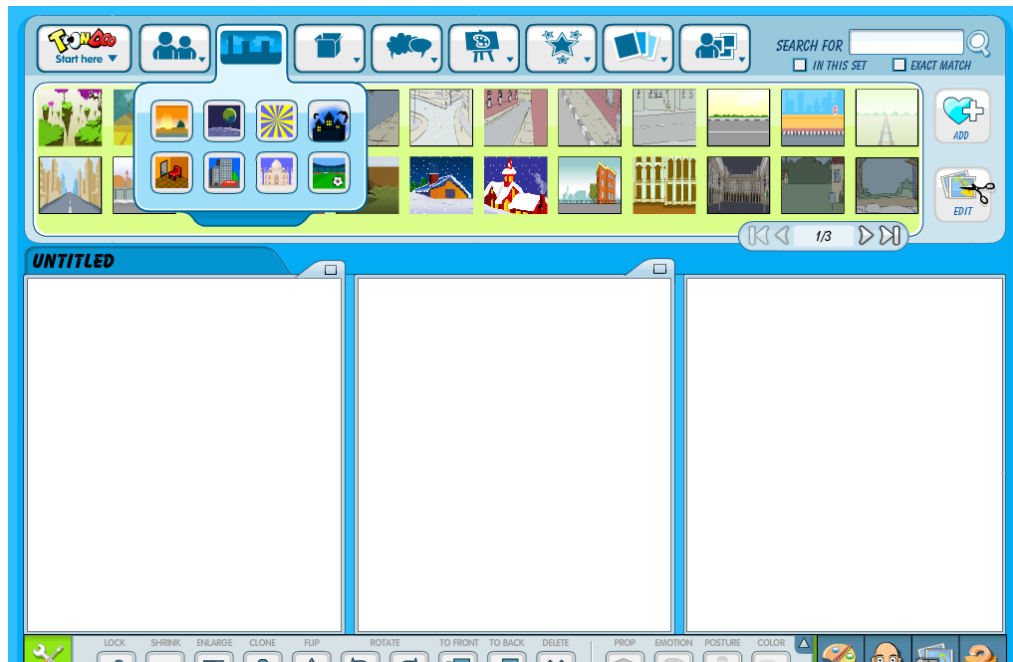 TOONDOO
Start here
SEARCH FOR
IN THIS SET
EXACT MATCH
ADD
EDIT
1/3
UNTITLED
LOCK SHRINK ENLARGE CLONE FLIP ROTATE TO FRONT TO BACK DELETE PROP EMOTION POSTURE COLOR